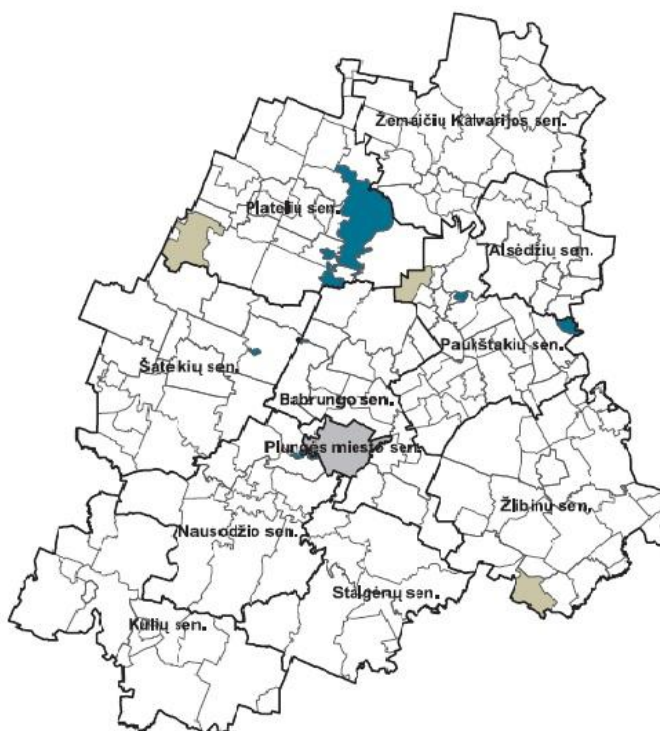 Žemaičių Kalvarijos sen.
Platelių sen.
Alsėdžių sen.
Paukštakių sen.
Šateikių sen.
Babrungo sen.
Plungės miesto sen.
Žlibinų sen.
Nausodžio sen.
Stalgėnų sen.
Kulių sen.